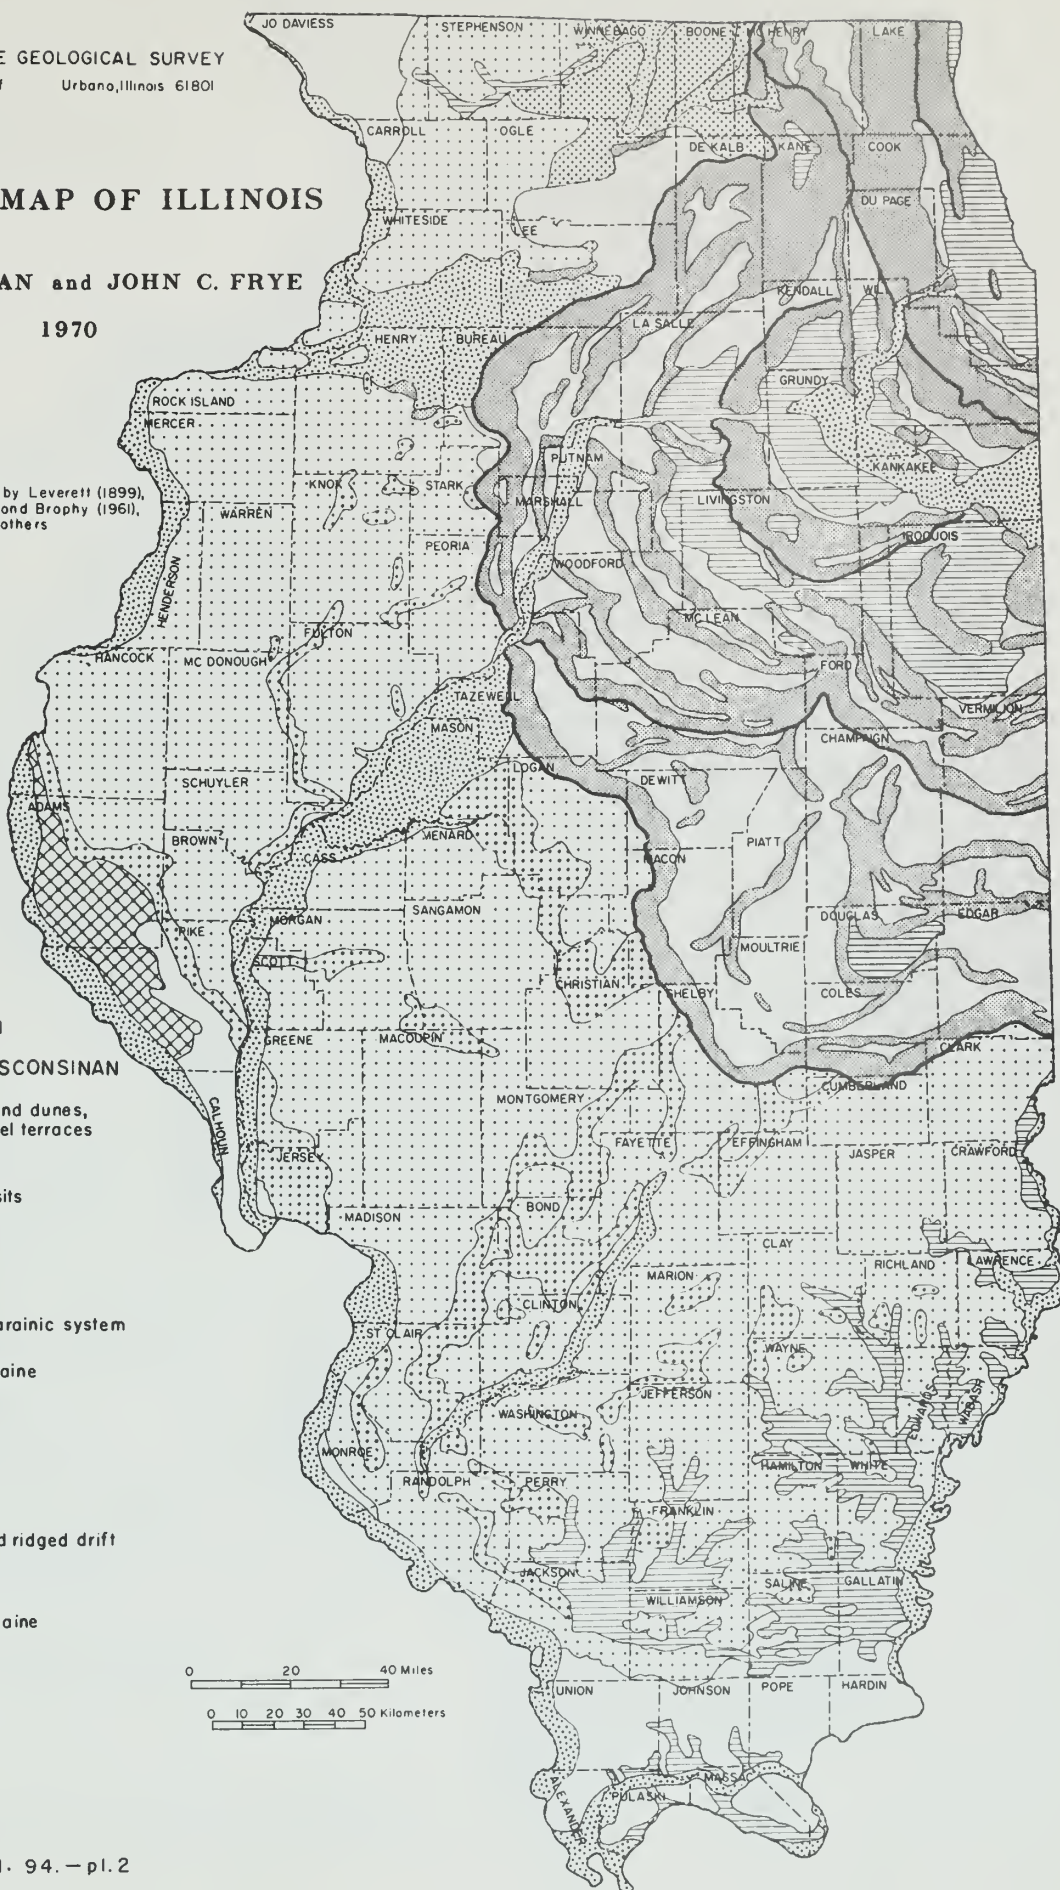 E GEOLOGICAL SURVEY
Urbana, Illinois 61801
MAP OF ILLINOIS
AN and JOHN C. FRYE
1970
by Leverett (1899),
and Brophy (1961),
others
SCONSINAN
nd dunes,
el terraces
sits
rainic system
aine
d ridged drift
aine
0 20 40 Miles
0 10 20 30 40 50 Kilometers
94.—pl.2
JO DAVIESS
STEPHENSON
WINNEBAGO
BOONE
MC HENRY
LAKE
CARROLL
OGLE
DE KALB
KANE
COOK
DU PAGE
WHITESIDE
LEE
KENDALL
WILL
LA SALLE
HENRY
BUREAU
GRUNDY
ROCK ISLAND
MERCER
PUTNAM
KANKAKEE
KNOX
STARK
MARSHALL
LIVINGSTON
WARREN
PEORIA
IROQUOIS
HENDERSON
WOODFORD
FULTON
MC LEAN
HANCOCK
MC DONOUGH
FORD
TAZEWELL
VERMILION
MASON
CHAMPAIGN
LOGAN
SCHUYLER
DEWITT
ADAMS
BROWN
MENARD
PIATT
CASS
MACON
MORGAN
SANGAMON
DOUGLAS
EDGAR
PIKE
MOULTRIE
SCOTT
CHRISTIAN
SHELBY
COLES
GREENE
MACOUPIN
CLARK
CUMBERLAND
MONTGOMERY
CALHOUN
FAYETTE
EFFINGHAM
JASPER
CRAWFORD
JERSEY
BOND
MADISON
CLAY
RICHLAND
LAWRENCE
MARION
CLINTON
ST CLAIR
WAYNE
EDWARDS
WABASH
JEFFERSON
WASHINGTON
MONROE
HAMILTON
WHITE
RANDOLPH
PERRY
FRANKLIN
JACKSON
SALINE
GALLATIN
WILLIAMSON
UNION
JOHNSON
POPE
HARDIN
ALEXANDER
PULASKI
MASSAC